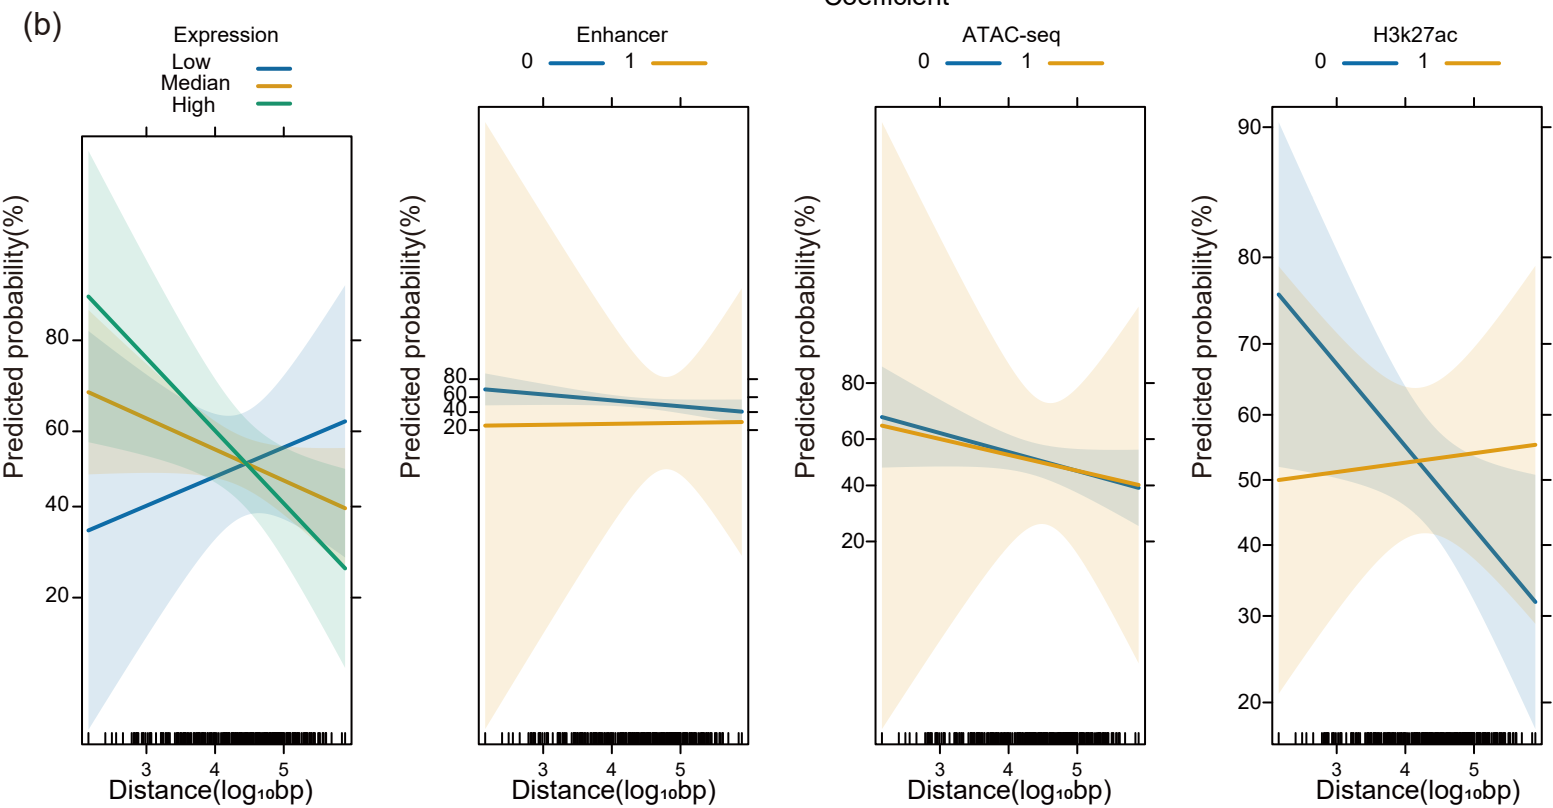 Coefficient
(b)
Expression
Low
Median
High
Predicted probability(%)
80
60
40
20
3 4 5
Distance(log₁₀bp)
Enhancer
0 1
Predicted probability(%)
80
60
40
20
3 4 5
Distance(log₁₀bp)
ATAC-seq
0 1
Predicted probability(%)
80
60
40
20
3 4 5
Distance(log₁₀bp)
H3k27ac
0 1
Predicted probability(%)
90
80
70
60
50
40
30
20
3 4 5
Distance(log₁₀bp)